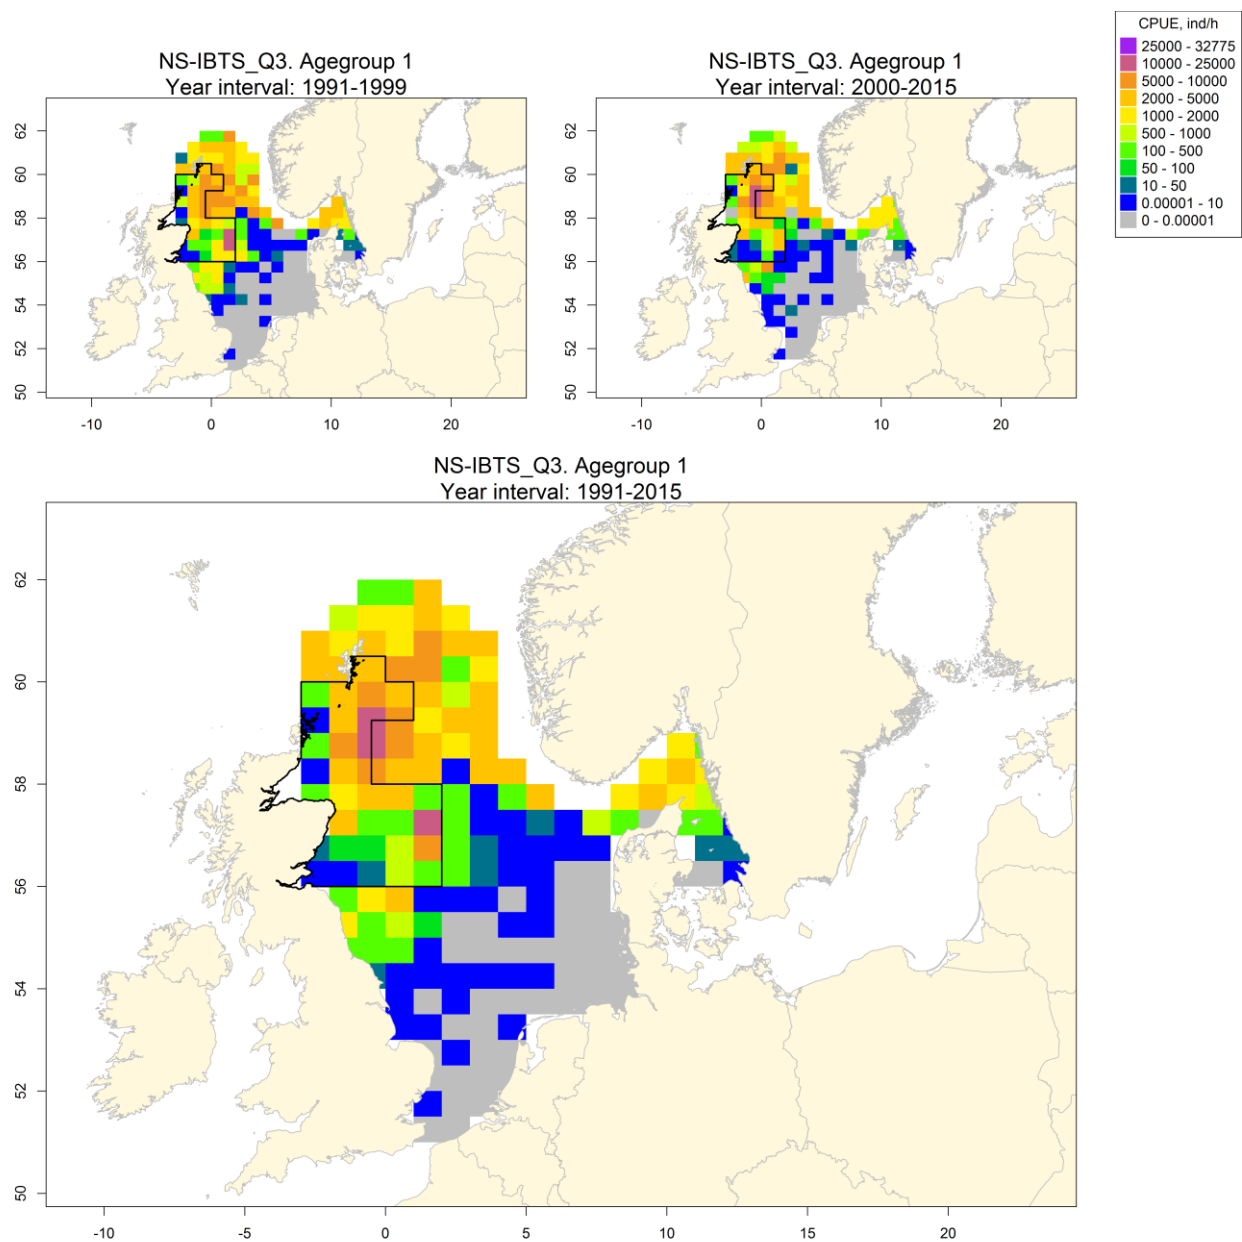 CPUE, ind/h
25000 - 32775
10000 - 25000
5000 - 10000
2000 - 5000
1000 - 2000
500 - 1000
100 - 500
50 - 100
10 - 50
0.00001 - 10
0 - 0.00001
NS-IBTS_Q3. Agegroup 1
Year interval: 1991-1999
62
60
58
56
54
52
50
-10 0 10 20
NS-IBTS_Q3. Agegroup 1
Year interval: 2000-2015
62
60
58
56
54
52
50
-10 0 10 20
NS-IBTS_Q3. Agegroup 1
Year interval: 1991-2015
62
60
58
56
54
52
50
-10 -5 0 5 10 15 20